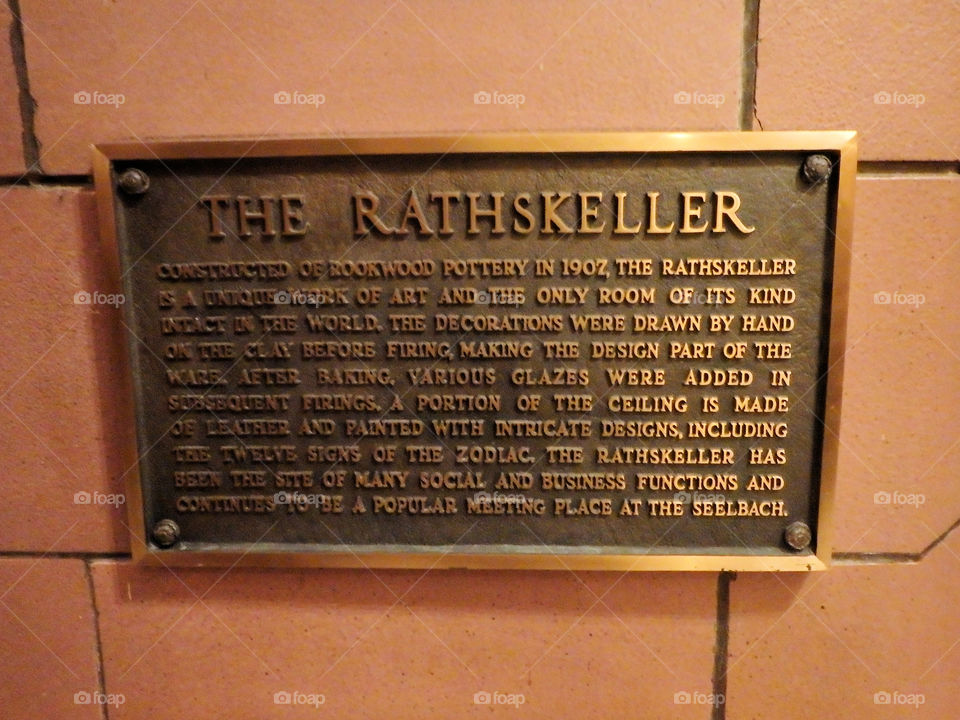 THE RATHSKELLER
CONSTRUCTED OF ROOKWOOD POTTERY IN 1907, THE RATHSKELLER
IS A UNIQUE WORK OF ART AND THE ONLY ROOM OF ITS KIND
INTACT IN THE WORLD. THE DECORATIONS WERE DRAWN BY HAND
ON THE CLAY BEFORE FIRING, MAKING THE DESIGN PART OF THE
WARE. AFTER BAKING, VARIOUS GLAZES WERE ADDED IN
SUBSEQUENT FIRINGS. A PORTION OF THE CEILING IS MADE
OF LEATHER AND PAINTED WITH INTRICATE DESIGNS, INCLUDING
THE TWELVE SIGNS OF THE ZODIAC. THE RATHSKELLER HAS
BEEN THE SITE OF MANY SOCIAL AND BUSINESS FUNCTIONS AND
CONTINUES TO BE A POPULAR MEETING PLACE AT THE SEELBACH.